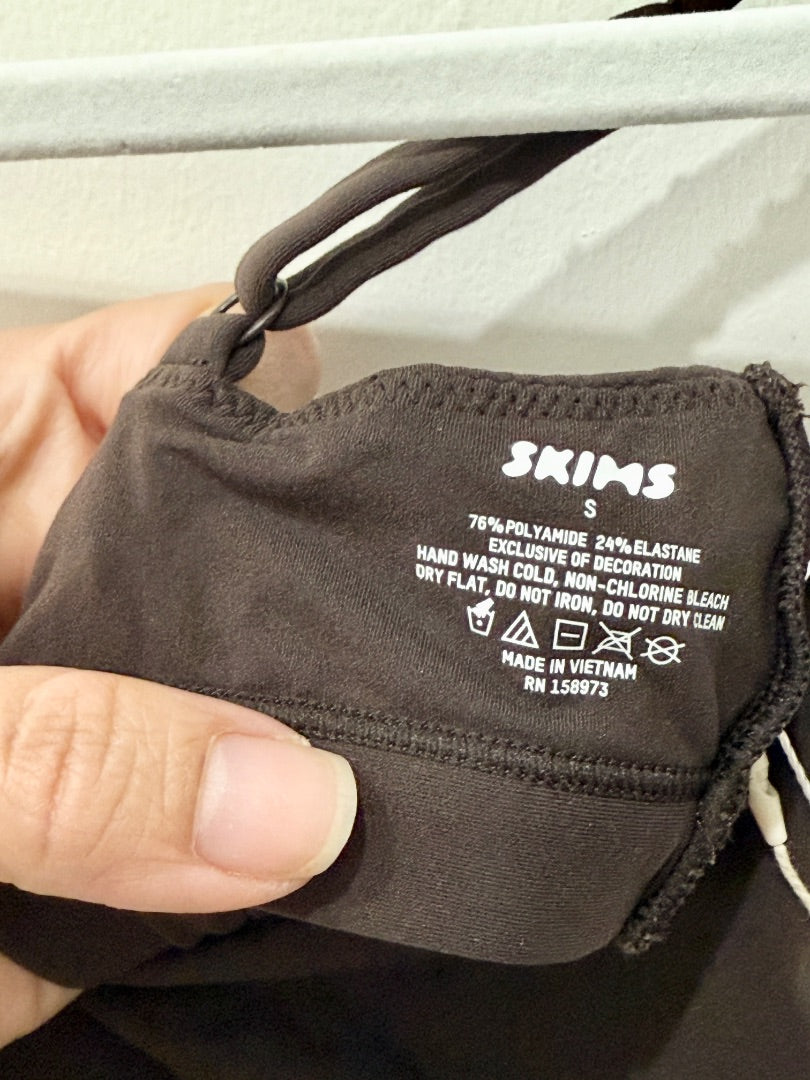 SKIMS
S
76% POLYAMIDE 24% ELASTANE
EXCLUSIVE OF DECORATION
HAND WASH COLD, NON-CHLORINE BLEACH
DRY FLAT, DO NOT IRON, DO NOT DRY CLEAN
MADE IN VIETNAM
RN 158973